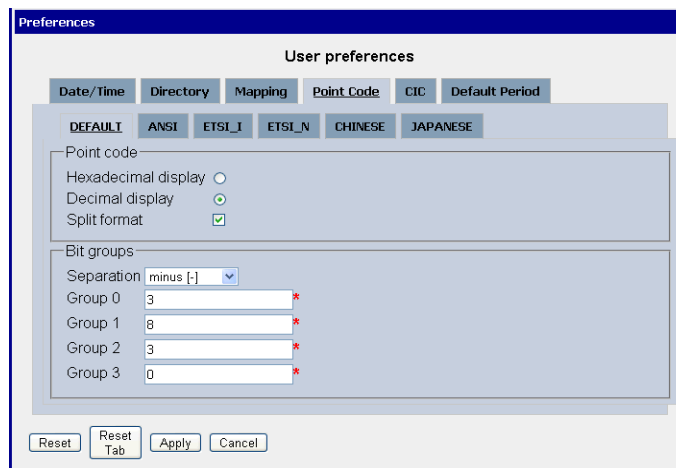 Preferences
User preferences
Date/Time Directory Mapping Point Code CIC Default Period
DEFAULT ANSI ETSI_I ETSI_N CHINESE JAPANESE
Point code
Hexadecimal display
Decimal display
Split format
Bit groups
Separation minus [-]
Group 0 3 *
Group 1 8 *
Group 2 3 *
Group 3 0 *
Reset Reset Tab Apply Cancel